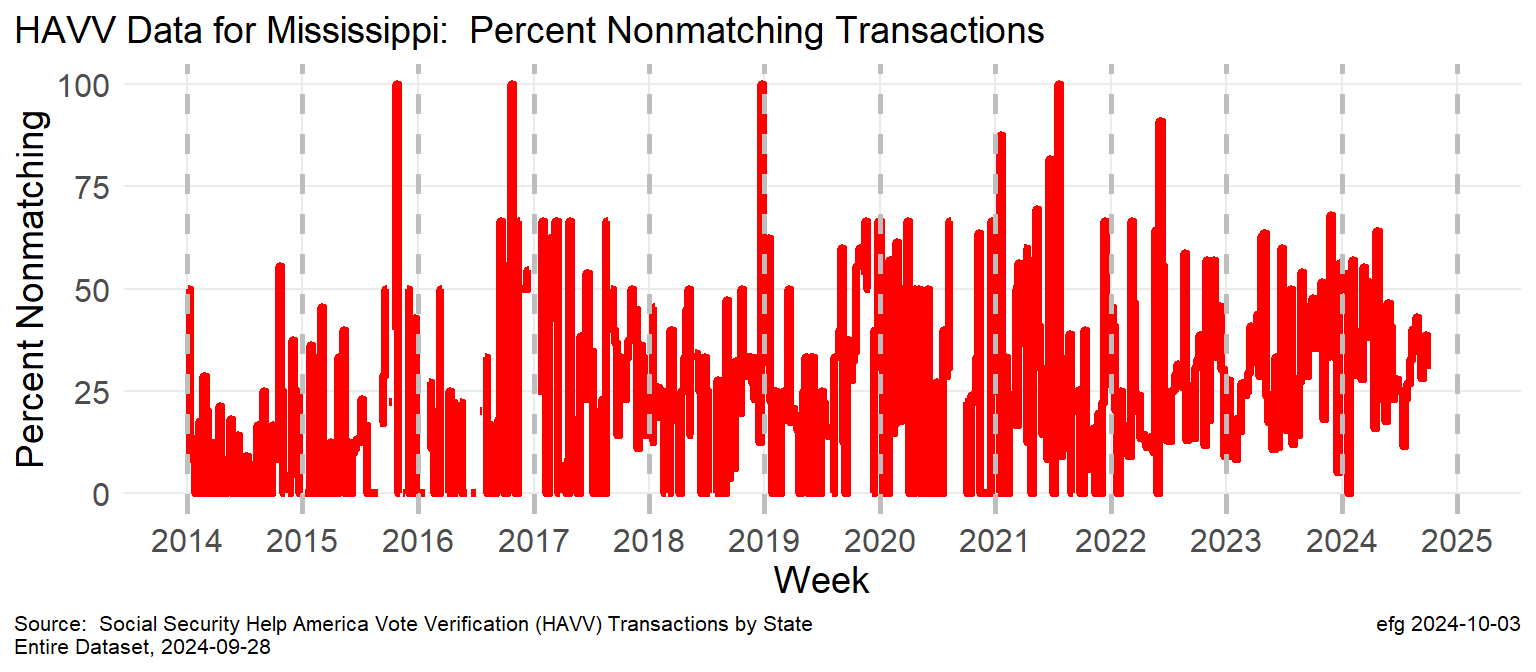 HAVV Data for Mississippi:  Percent Nonmatching Transactions
Percent Nonmatching
100
75
50
25
0
2014 2015 2016 2017 2018 2019 2020 2021 2022 2023 2024 2025
Week
Source:  Social Security Help America Vote Verification (HAVV) Transactions by State
Entire Dataset, 2024-09-28
efg 2024-10-03